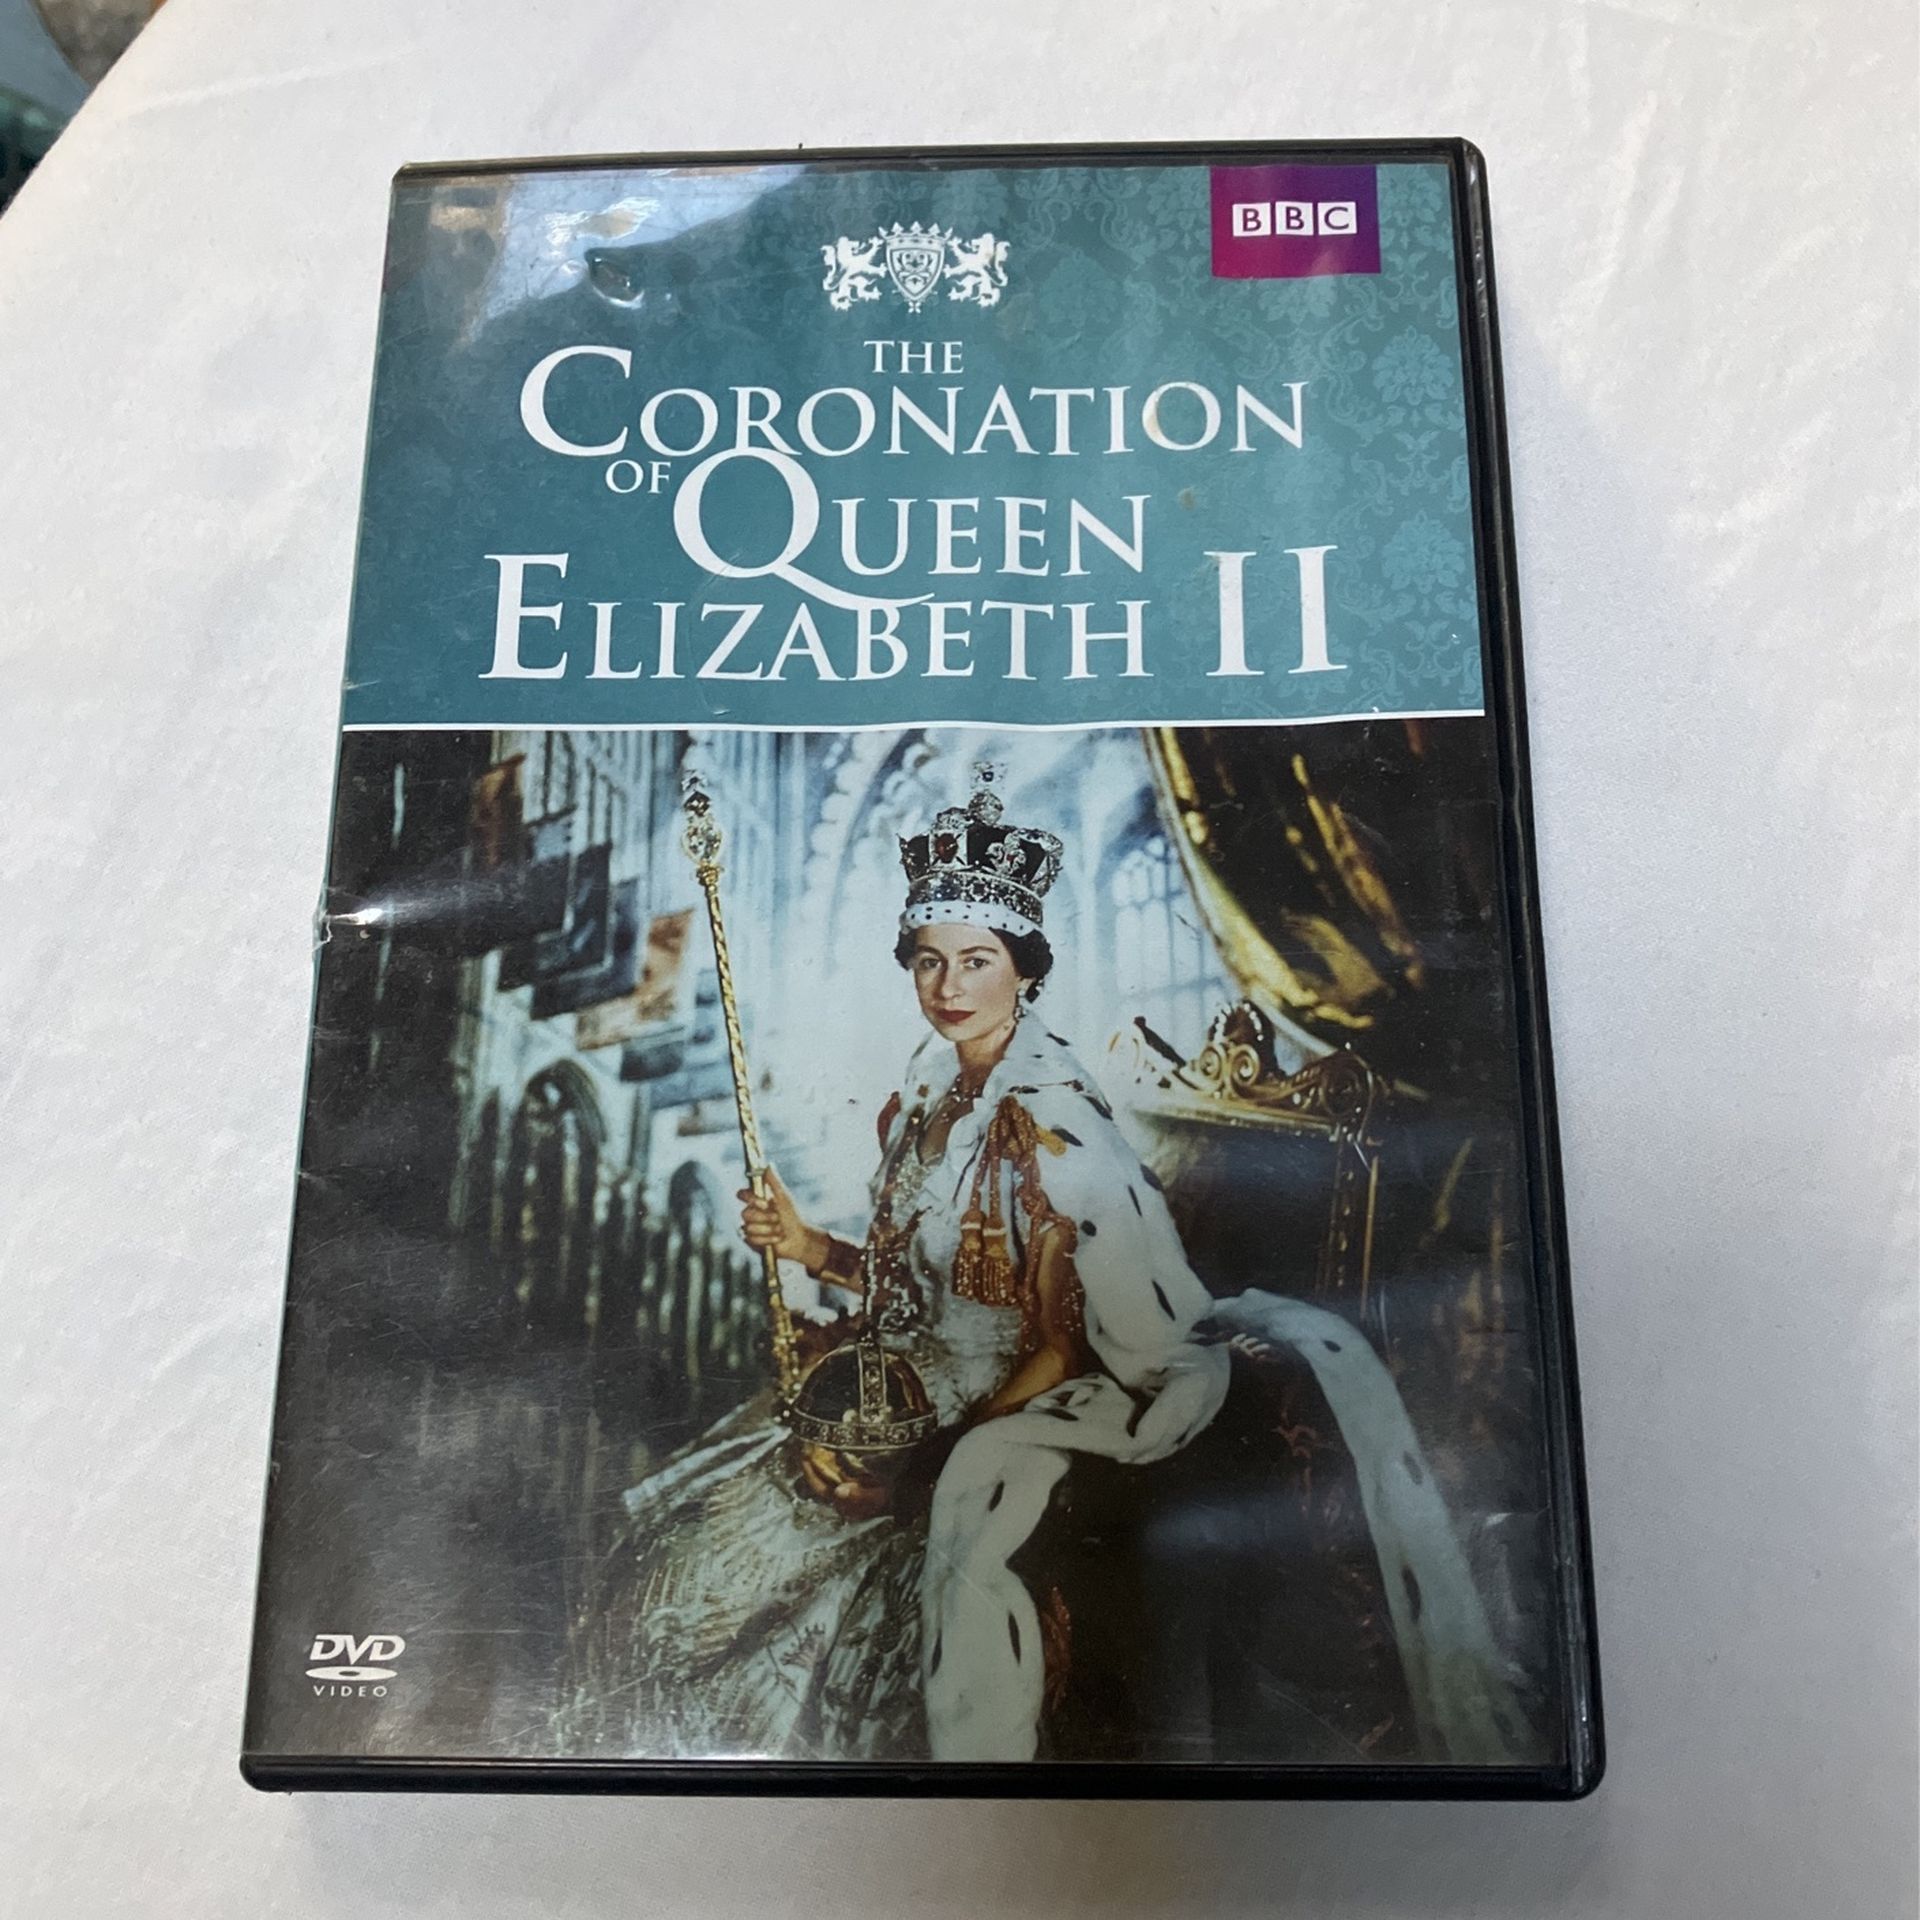 BBC
THE
CORONATION
OF QUEEN
ELIZABETH II
DVD
VIDEO